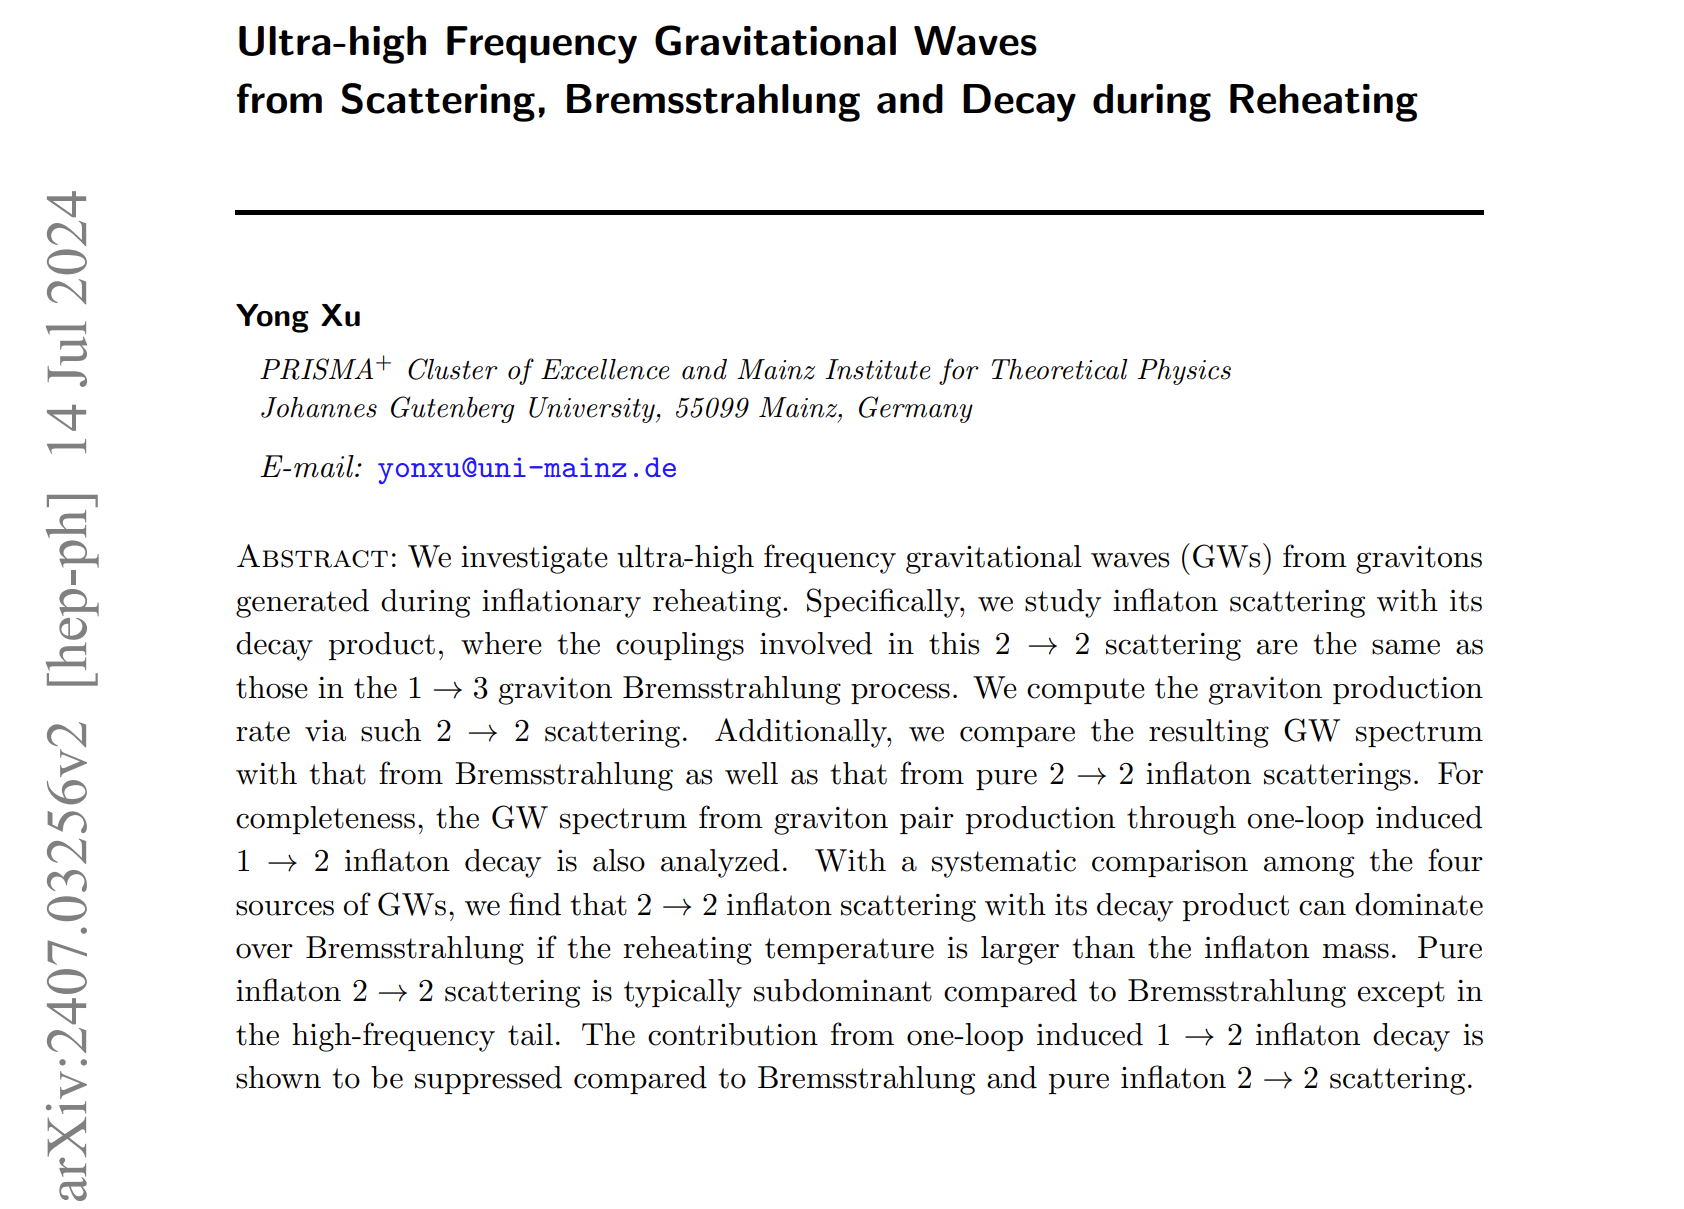 Ultra-high Frequency Gravitational Waves
from Scattering, Bremsstrahlung and Decay during Reheating
Yong Xu
PRISMA⁺ Cluster of Excellence and Mainz Institute for Theoretical Physics
Johannes Gutenberg University, 55099 Mainz, Germany
E-mail: yonxu@uni-mainz.de
ABSTRACT: We investigate ultra-high frequency gravitational waves (GWs) from gravitons
generated during inflationary reheating. Specifically, we study inflaton scattering with its
decay product, where the couplings involved in this 2 → 2 scattering are the same as
those in the 1 → 3 graviton Bremsstrahlung process. We compute the graviton production
rate via such 2 → 2 scattering. Additionally, we compare the resulting GW spectrum
with that from Bremsstrahlung as well as that from pure 2 → 2 inflaton scatterings. For
completeness, the GW spectrum from graviton pair production through one-loop induced
1 → 2 inflaton decay is also analyzed. With a systematic comparison among the four
sources of GWs, we find that 2 → 2 inflaton scattering with its decay product can dominate
over Bremsstrahlung if the reheating temperature is larger than the inflaton mass. Pure
inflaton 2 → 2 scattering is typically subdominant compared to Bremsstrahlung except in
the high-frequency tail. The contribution from one-loop induced 1 → 2 inflaton decay is
shown to be suppressed compared to Bremsstrahlung and pure inflaton 2 → 2 scattering.
arXiv:2407.03256v2 [hep-ph] 14 Jul 2024